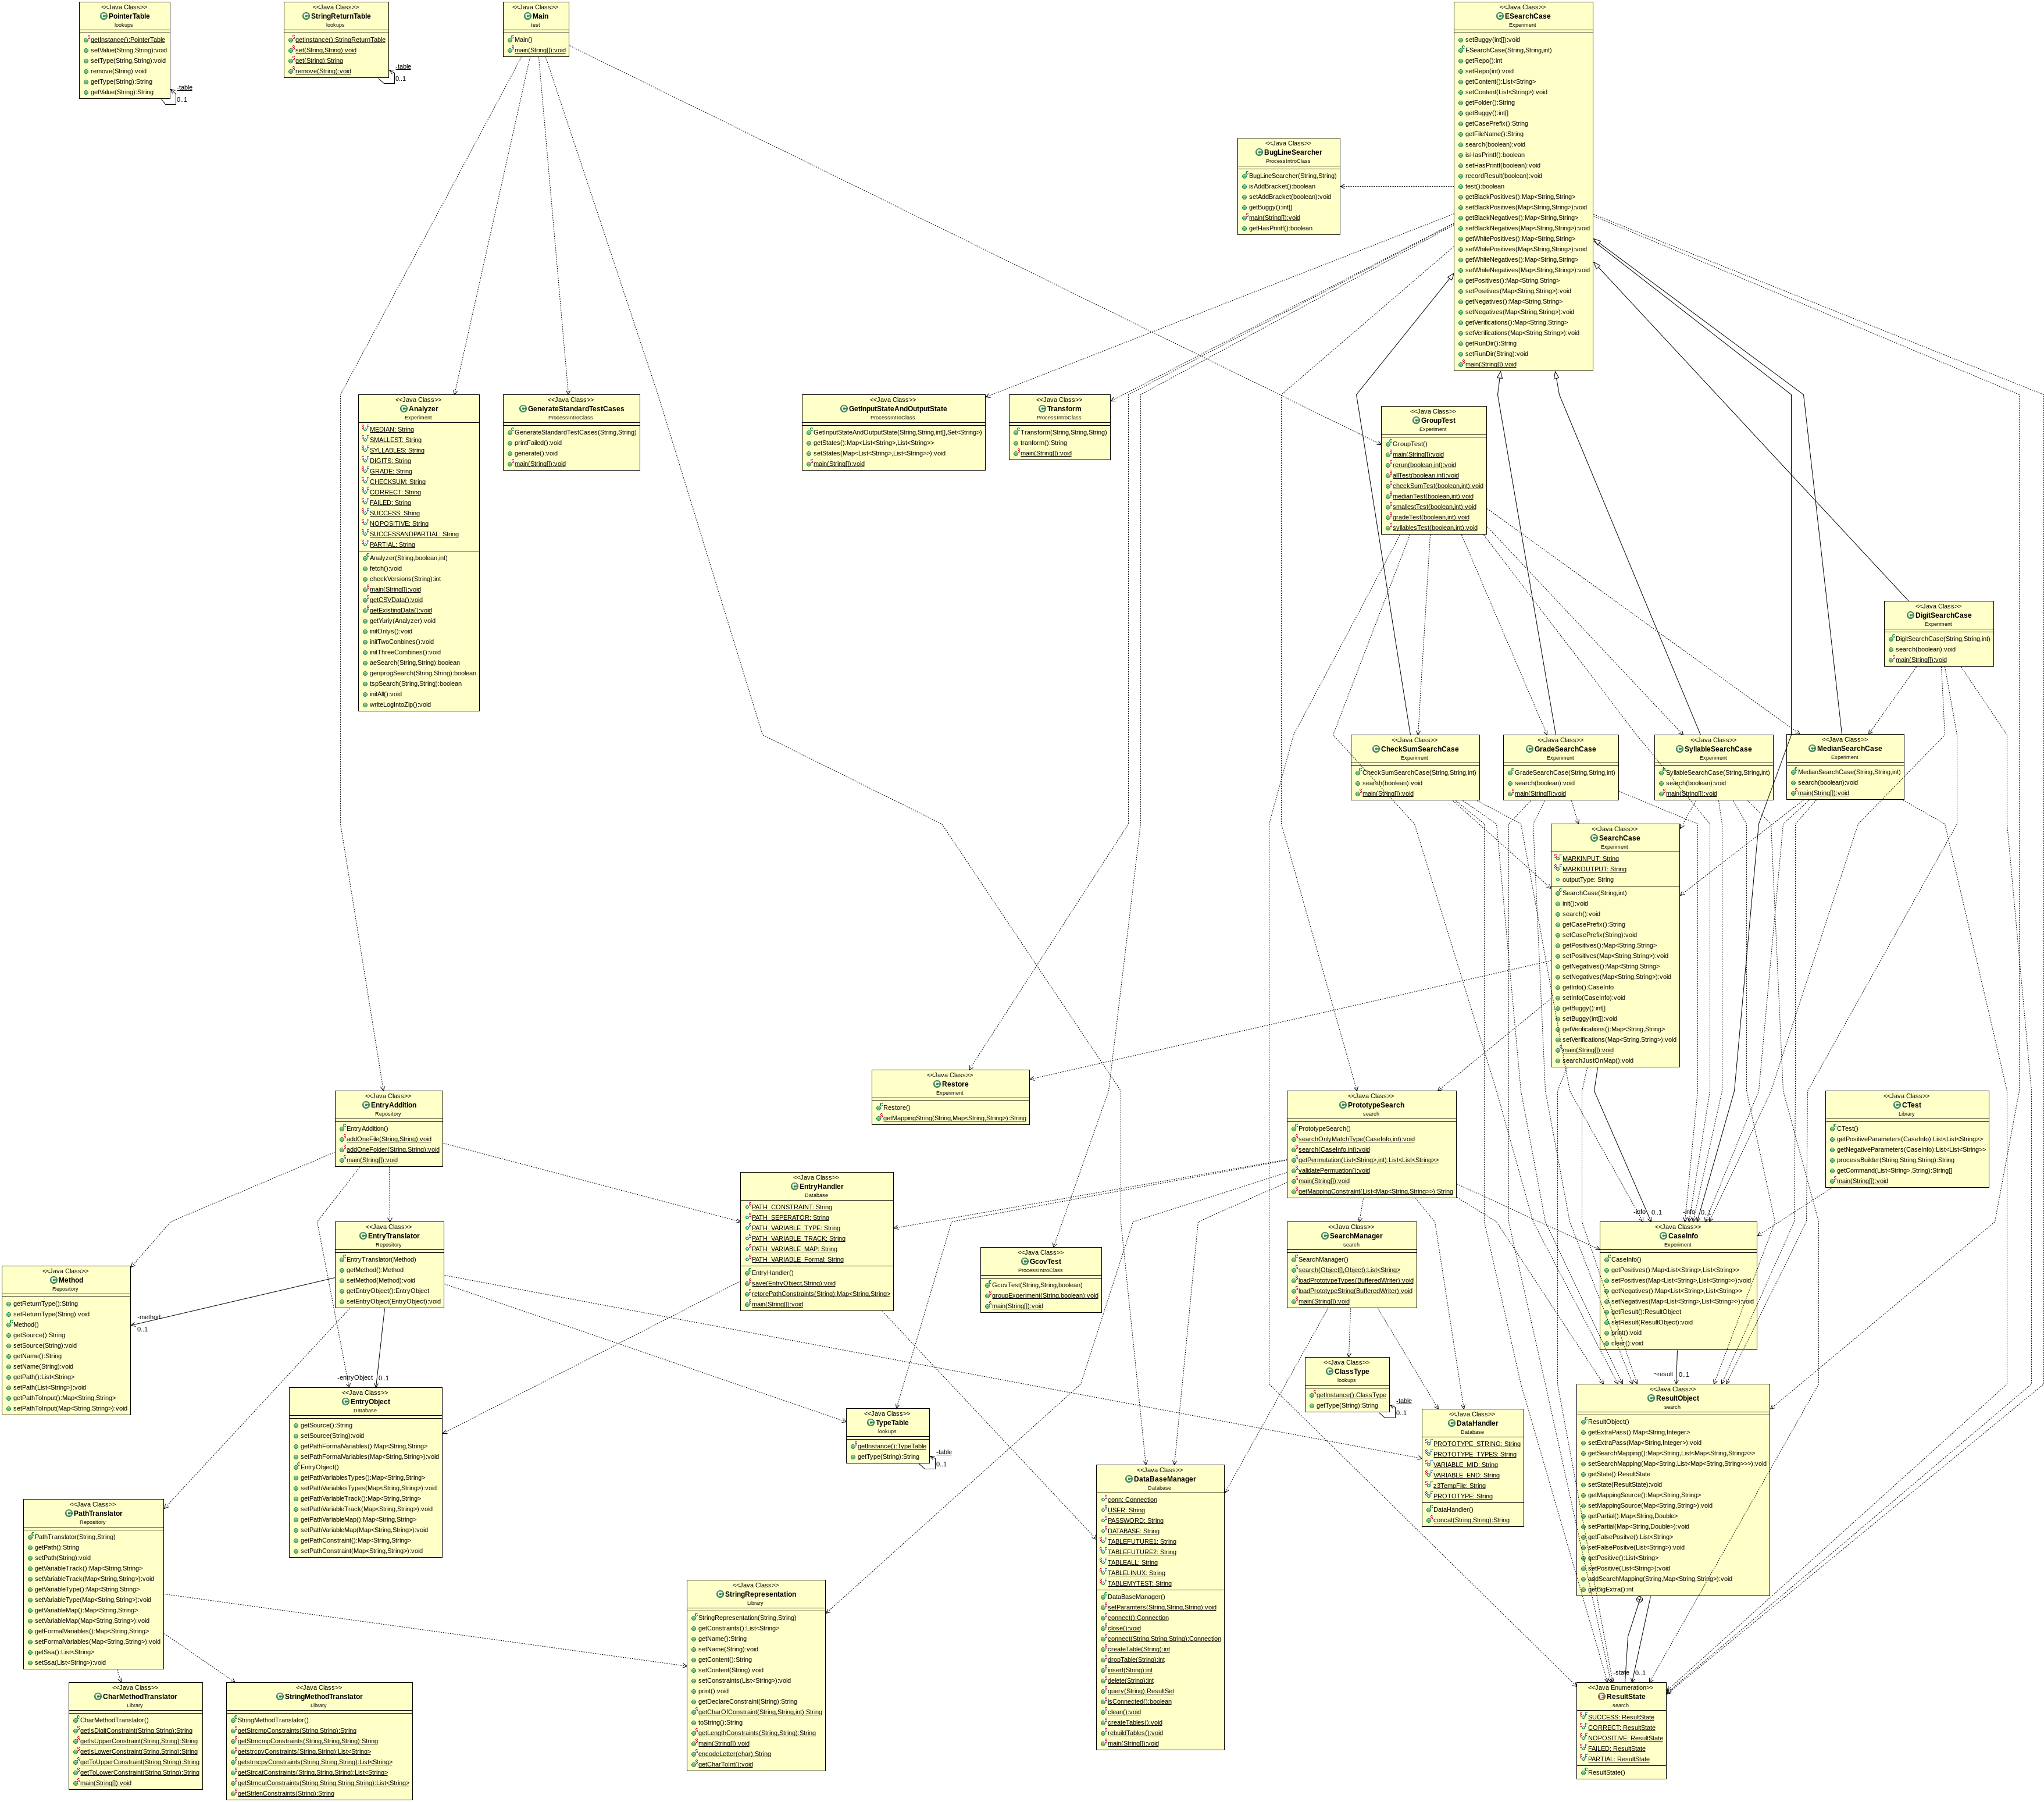 <<Java Class>>
PointerTable
lookups
getInstance():PointerTable
setValue(String,String):void
setType(String,String):void
remove(String):void
getType(String):String
getValue(String):String
-table
0..1
<<Java Class>>
StringReturnTable
lookups
getInstance():StringReturnTable
set(String,String):void
get(String):String
remove(String):void
-table
0..1
<<Java Class>>
Main
test
Main()
main(String[]):void
<<Java Class>>
ESearchCase
Experiment
setBuggy(int[]):void
ESearchCase(String,String,int)
getRepo():int
setRepo(int):void
getContent():List<String>
setContent(List<String>):void
getFolder():String
getBuggy():int[]
getCasePrefix():String
getFileName():String
search(boolean):void
isHasPrintf():boolean
setHasPrintf(boolean):void
recordResult(boolean):void
test():boolean
getBlackPositives():Map<String,String>
setBlackPositives(Map<String,String>):void
getBlackNegatives():Map<String,String>
setBlackNegatives(Map<String,String>):void
getWhitePositives():Map<String,String>
setWhitePositives(Map<String,String>):void
getWhiteNegatives():Map<String,String>
setWhiteNegatives(Map<String,String>):void
getPositives():Map<String,String>
setPositives(Map<String,String>):void
getNegatives():Map<String,String>
setNegatives(Map<String,String>):void
getVerifications():Map<String,String>
setVerifications(Map<String,String>):void
getRunDir():String
setRunDir(String):void
main(String[]):void
<<Java Class>>
BugLineSearcher
ProcessIntroClass
BugLineSearcher(String,String)
isAddBracket():boolean
setAddBracket(boolean):void
getBuggy():int[]
main(String[]):void
getHasPrintf():boolean
<<Java Class>>
Analyzer
Experiment
MEDIAN: String
SMALLEST: String
SYLLABLES: String
DIGITS: String
GRADE: String
CHECKSUM: String
CORRECT: String
FAILED: String
SUCCESS: String
NOPOSITIVE: String
SUCCESSANDPARTIAL: String
PARTIAL: String
Analyzer(String,boolean,int)
fetch():void
checkVersions(String):int
main(String[]):void
getCSVData():void
getExistingData():void
getYuriy(Analyzer):void
initOnlys():void
initTwoConbines():void
initThreeCombines():void
aeSearch(String,String):boolean
genprogSearch(String,String):boolean
tspSearch(String,String):boolean
initAll():void
writeLogIntoZip():void
<<Java Class>>
GenerateStandardTestCases
ProcessIntroClass
GenerateStandardTestCases(String,String)
printFailed():void
generate():void
main(String[]):void
<<Java Class>>
GetInputStateAndOutputState
ProcessIntroClass
GetInputStateAndOutputState(String,String,int[],Set<String>)
getStates():Map<List<String>,List<String>>
setStates(Map<List<String>,List<String>>):void
main(String[]):void
<<Java Class>>
Transform
ProcessIntroClass
Transform(String,String,String)
tranform():String
main(String[]):void
<<Java Class>>
GroupTest
Experiment
GroupTest()
main(String[]):void
rerun(boolean,int):void
allTest(boolean,int):void
checkSumTest(boolean,int):void
medianTest(boolean,int):void
smallestTest(boolean,int):void
gradeTest(boolean,int):void
syllablesTest(boolean,int):void
<<Java Class>>
DigitSearchCase
Experiment
DigitSearchCase(String,String,int)
search(boolean):void
main(String[]):void
<<Java Class>>
CheckSumSearchCase
Experiment
CheckSumSearchCase(String,String,int)
search(boolean):void
main(String[]):void
<<Java Class>>
GradeSearchCase
Experiment
GradeSearchCase(String,String,int)
search(boolean):void
main(String[]):void
<<Java Class>>
SyllableSearchCase
Experiment
SyllableSearchCase(String,String,int)
search(boolean):void
main(String[]):void
<<Java Class>>
MedianSearchCase
Experiment
MedianSearchCase(String,String,int)
search(boolean):void
main(String[]):void
<<Java Class>>
SearchCase
Experiment
MARKINPUT: String
MARKOUTPUT: String
outputType: String
SearchCase(String,int)
init():void
search():void
getCasePrefix():String
setCasePrefix(String):void
getPositives():Map<String,String>
setPositives(Map<String,String>):void
getNegatives():Map<String,String>
setNegatives(Map<String,String>):void
getInfo():CaseInfo
setInfo(CaseInfo):void
getBuggy():int[]
setBuggy(int[]):void
getVerifications():Map<String,String>
setVerifications(Map<String,String>):void
main(String[]):void
searchJustOnMap():void
<<Java Class>>
Restore
Experiment
Restore()
getMappingString(String,Map<String,String>):String
<<Java Class>>
EntryAddition
Repository
EntryAddition()
addOneFile(String,String):void
addOneFolder(String,String):void
main(String[]):void
<<Java Class>>
PrototypeSearch
search
PrototypeSearch()
searchOnlyMatchType(CaseInfo,int):void
search(CaseInfo,int):void
getPermutation(List<String>,int):List<List<String>>
validatePermuation():void
main(String[]):void
getMappingConstraint(List<Map<String,String>>):String
<<Java Class>>
CTest
Library
CTest()
getPositiveParameters(CaseInfo):List<List<String>>
getNegativeParameters(CaseInfo):List<List<String>>
processBuilder(String,String,String):String
getCommand(List<String>,String):String[]
main(String[]):void
<<Java Class>>
EntryHandler
Database
PATH_CONSTRAINT: String
PATH_SEPERATOR: String
PATH_VARIABLE_TYPE: String
PATH_VARIABLE_TRACK: String
PATH_VARIABLE_MAP: String
PATH_VARIABLE_Formal: String
EntryHandler()
save(EntryObject,String):void
retorePathConstraints(String):Map<String,String>
main(String[]):void
<<Java Class>>
EntryTranslator
Repository
EntryTranslator(Method)
getMethod():Method
setMethod(Method):void
getEntryObject():EntryObject
setEntryObject(EntryObject):void
<<Java Class>>
GcovTest
ProcessIntroClass
GcovTest(String,String,boolean)
groupExperiment(String,boolean):void
main(String[]):void
<<Java Class>>
SearchManager
search
SearchManager()
search(Object[],Object):List<String>
loadPrototypeTypes(BufferedWriter):void
loadPrototypeString(BufferedWriter):void
main(String[]):void
-info
0..1
-info
0..1
<<Java Class>>
CaseInfo
Experiment
CaseInfo()
getPositives():Map<List<String>,List<String>>
setPositives(Map<List<String>,List<String>>):void
getNegatives():Map<List<String>,List<String>>
setNegatives(Map<List<String>,List<String>>):void
getResult():ResultObject
setResult(ResultObject):void
print():void
clear():void
<<Java Class>>
Method
Repository
getReturnType():String
setReturnType(String):void
Method()
getSource():String
setSource(String):void
getName():String
setName(String):void
getPath():List<String>
setPath(List<String>):void
getPathToInput():Map<String,String>
setPathToInput(Map<String,String>):void
-method
0..1
-entryObject
0..1
<<Java Class>>
EntryObject
Database
getSource():String
setSource(String):void
getPathFormalVariables():Map<String,String>
setPathFormalVariables(Map<String,String>):void
EntryObject()
getPathVariablesTypes():Map<String,String>
setPathVariablesTypes(Map<String,String>):void
getPathVariableTrack():Map<String,String>
setPathVariableTrack(Map<String,String>):void
getPathVariableMap():Map<String,String>
setPathVariableMap(Map<String,String>):void
getPathConstraint():Map<String,String>
setPathConstraint(Map<String,String>):void
<<Java Class>>
TypeTable
lookups
getInstance():TypeTable
getType(String):String
-table
0..1
<<Java Class>>
ClassType
lookups
getInstance():ClassType
getType(String):String
-table
0..1
<<Java Class>>
DataHandler
Database
PROTOTYPE_STRING: String
PROTOTYPE_TYPES: String
VARIABLE_MID: String
VARIABLE_END: String
z3TempFile: String
PROTOTYPE: String
DataHandler()
concat(String,String):String
~result
0..1
<<Java Class>>
ResultObject
search
ResultObject()
getExtraPass():Map<String,Integer>
setExtraPass(Map<String,Integer>):void
getSearchMapping():Map<String,List<Map<String,String>>>
setSearchMapping(Map<String,List<Map<String,String>>>):void
getState():ResultState
setState(ResultState):void
getMappingSource():Map<String,String>
setMappingSource(Map<String,String>):void
getPartial():Map<String,Double>
setPartial(Map<String,Double>):void
getFalsePositve():List<String>
setFalsePositve(List<String>):void
getPositive():List<String>
setPositive(List<String>):void
addSearchMapping(String,Map<String,String>):void
getBigExtra():int
<<Java Class>>
DataBaseManager
Database
conn: Connection
USER: String
PASSWORD: String
DATABASE: String
TABLEFUTURE1: String
TABLEFUTURE2: String
TABLEALL: String
TABLELINUX: String
TABLEMYTEST: String
DataBaseManager()
setParamters(String,String,String):void
connect():Connection
close():void
connect(String,String,String):Connection
createTable(String):int
dropTable(String):int
insert(String):int
delete(String):int
query(String):ResultSet
isConnected():boolean
clean():void
createTables():void
rebuildTables():void
main(String[]):void
<<Java Class>>
PathTranslator
Repository
PathTranslator(String,String)
getPath():String
setPath(String):void
getVariableTrack():Map<String,String>
setVariableTrack(Map<String,String>):void
getVariableType():Map<String,String>
setVariableType(Map<String,String>):void
getVariableMap():Map<String,String>
setVariableMap(Map<String,String>):void
getFormalVariables():Map<String,String>
setFormalVariables(Map<String,String>):void
getSsa():List<String>
setSsa(List<String>):void
<<Java Class>>
StringRepresentation
Library
StringRepresentation(String,String)
getConstraints():List<String>
getName():String
setName(String):void
getContent():String
setContent(String):void
setConstraints(List<String>):void
print():void
getDeclareConstraint(String):String
getCharOfConstraint(String,String,int):String
toString():String
getLengthConstraints(String,String):String
main(String[]):void
encodeLetter(char):String
getCharToInt():void
<<Java Class>>
CharMethodTranslator
Library
CharMethodTranslator()
getIsDigitConstraint(String,String):String
getIsUpperConstraint(String,String):String
getIsLowerConstraint(String,String):String
getToUpperConstraint(String,String):String
getToLowerConstraint(String,String):String
main(String[]):void
<<Java Class>>
StringMethodTranslator
Library
StringMethodTranslator()
getStrcmpConstraints(String,String):String
getStrncmpConstraints(String,String,String):String
getstrcpyConstraints(String,String):List<String>
getstrncpyConstraints(String,String,String):List<String>
getStrcatConstraints(String,String,String):List<String>
getStrncatConstraints(String,String,String,String):List<String>
getStrlenConstraints(String):String
-state
0..1
<<Java Enumeration>>
ResultState
search
SUCCESS: ResultState
CORRECT: ResultState
NOPOSITIVE: ResultState
FAILED: ResultState
PARTIAL: ResultState
ResultState()